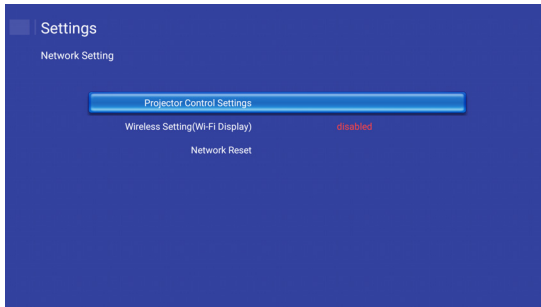 Settings
Network Setting
Projector Control Settings
Wireless Setting(Wi-Fi Display) disabled
Network Reset